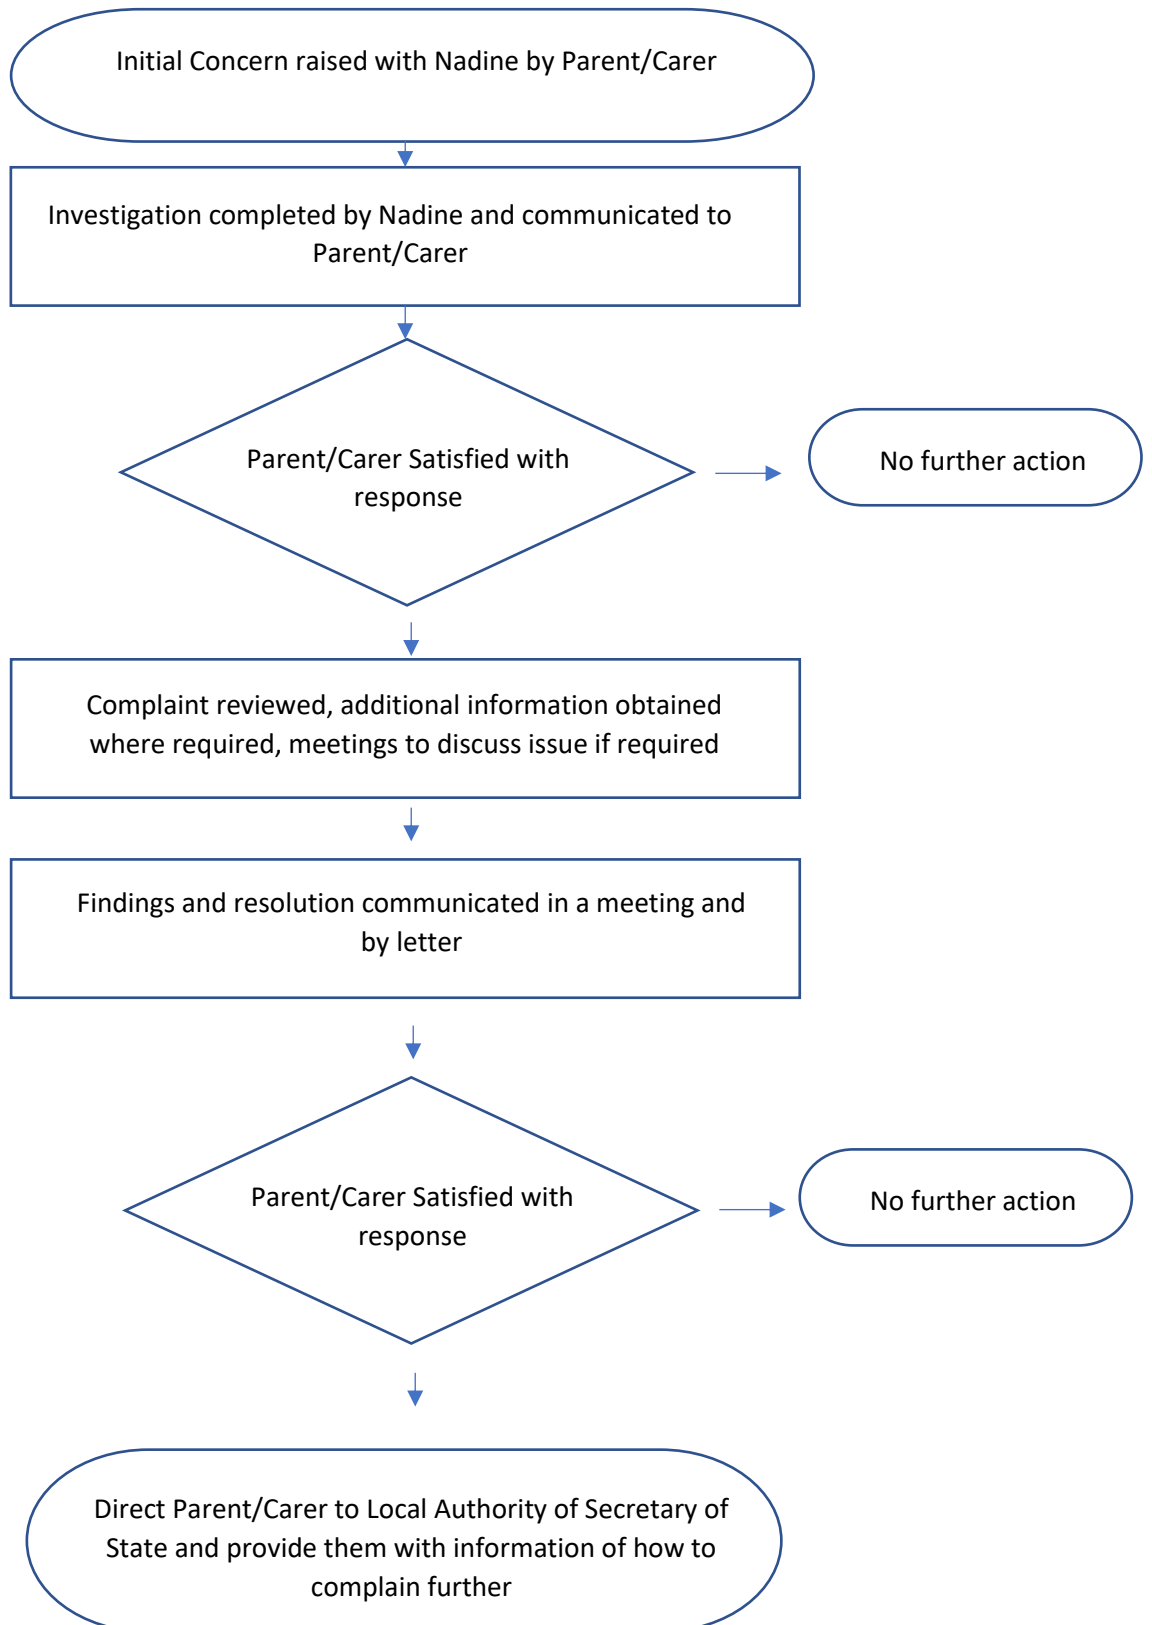 Initial Concern raised with Nadine by Parent/Carer
Investigation completed by Nadine and communicated to
Parent/Carer
Parent/Carer Satisfied with
response
No further action
Complaint reviewed, additional information obtained
where required, meetings to discuss issue if required
Findings and resolution communicated in a meeting and
by letter
Parent/Carer Satisfied with
response
No further action
Direct Parent/Carer to Local Authority of Secretary of
State and provide them with information of how to
complain further